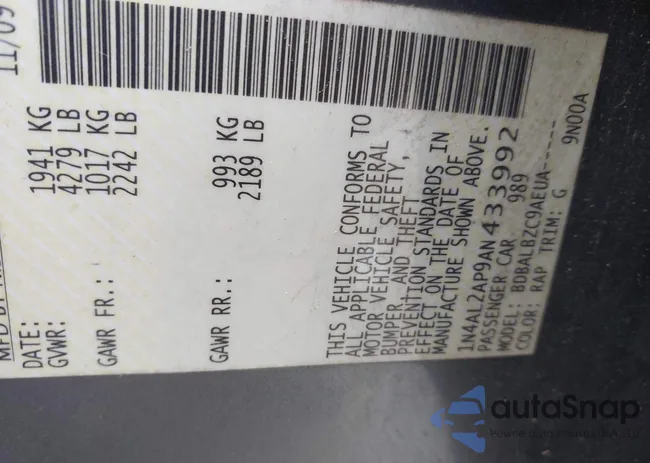 DATE: 11/09
GVWR: 1941 KG
4279 LB
GAWR FR.: 1017 KG
2242 LB
GAWR RR.: 993 KG
2189 LB
THIS VEHICLE CONFORMS TO
ALL APPLICABLE FEDERAL
MOTOR VEHICLE SAFETY,
BUMPER, AND THEFT
PREVENTION STANDARDS IN
EFFECT ON THE DATE OF
MANUFACTURE SHOWN ABOVE.
1N4AL2AP9AN433992
PASSENGER CAR 989
MODEL: BDBALBZC9AEUA-----
COLOR: RAP TRIM: G 9N00A
autaSnap